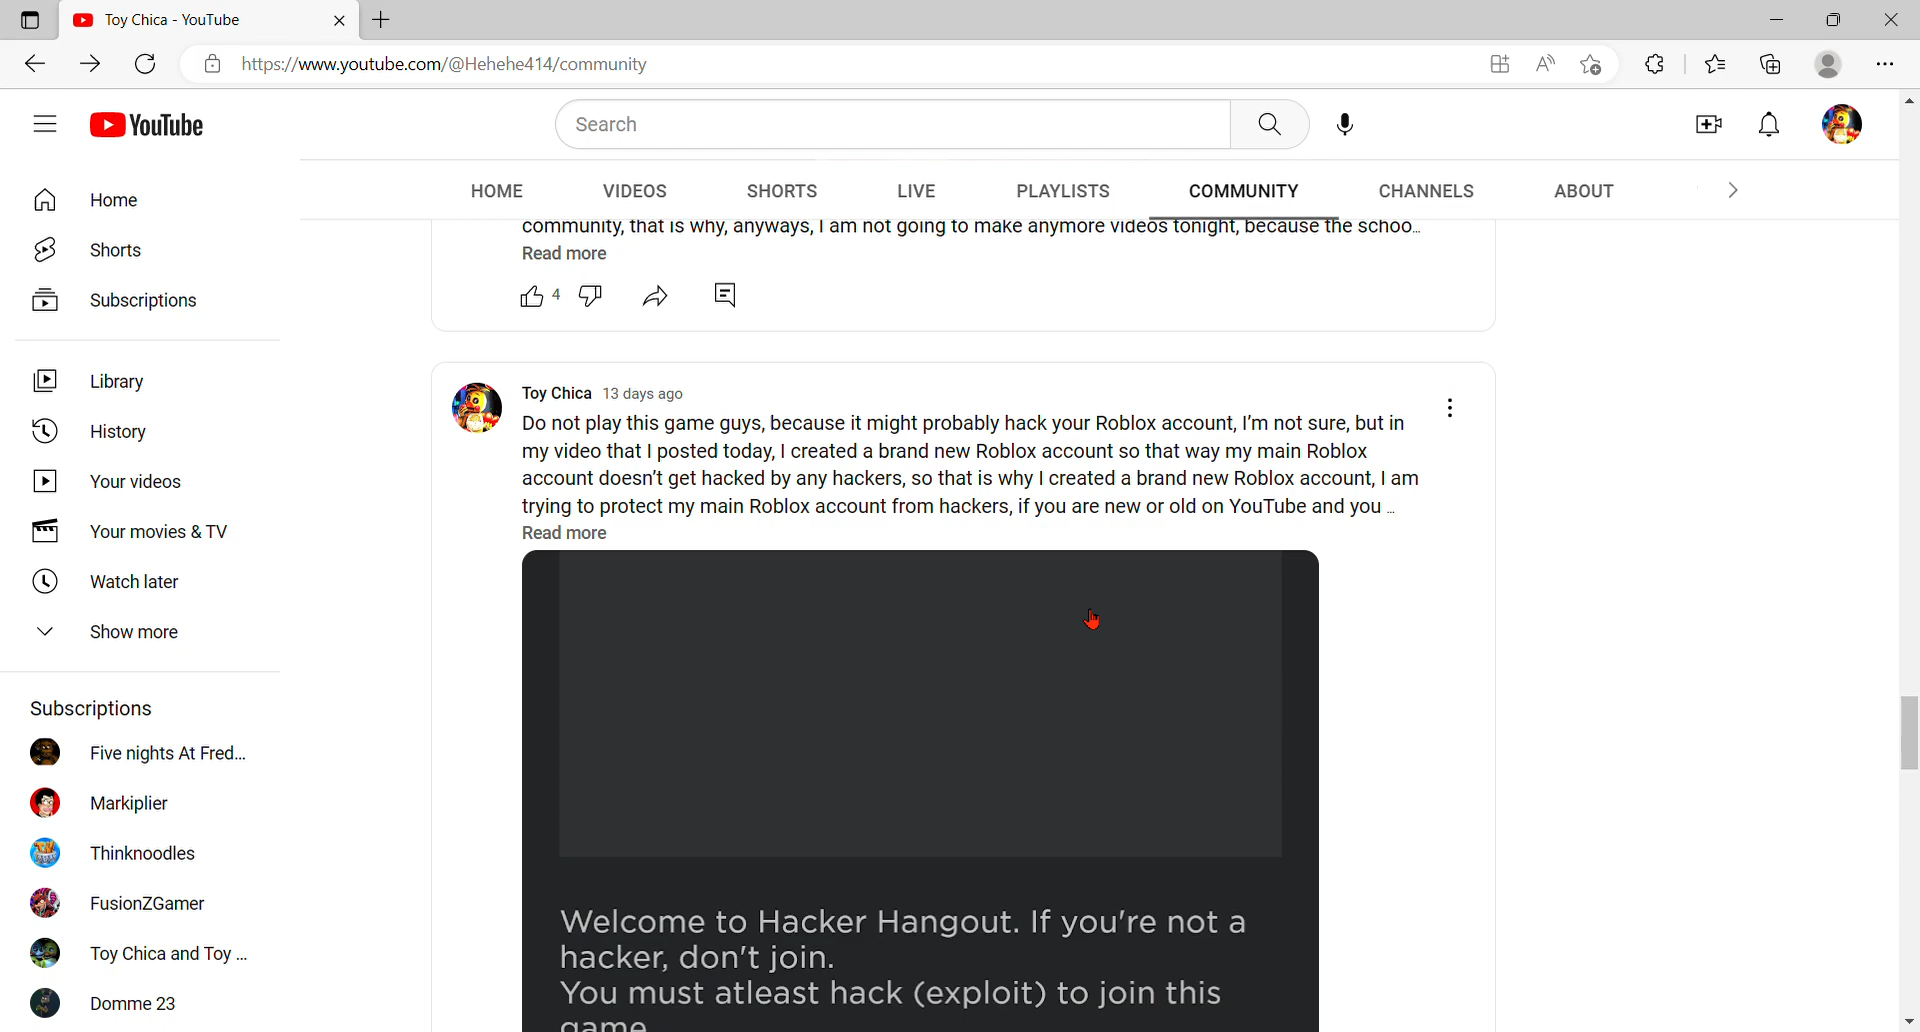 Toy Chica - YouTube
https://www.youtube.com/@Hehehe414/community
YouTube
Search
HOME
VIDEOS
SHORTS
LIVE
PLAYLISTS
COMMUNITY
CHANNELS
ABOUT
Home
Shorts
Subscriptions
Library
History
Your videos
Your movies & TV
Watch later
Show more
Subscriptions
Five nights At Fred...
Markiplier
Thinknoodles
FusionZGamer
Toy Chica and Toy ...
Domme 23
community, that is why, anyways, I am not going to make anymore videos tonight, because the schoo...
Read more
4
Toy Chica 13 days ago
Do not play this game guys, because it might probably hack your Roblox account, I’m not sure, but in
my video that I posted today, I created a brand new Roblox account so that way my main Roblox
account doesn’t get hacked by any hackers, so that is why I created a brand new Roblox account, I am
trying to protect my main Roblox account from hackers, if you are new or old on YouTube and you ...
Read more
Welcome to Hacker Hangout. If you're not a
hacker, don't join.
You must atleast hack (exploit) to join this
game